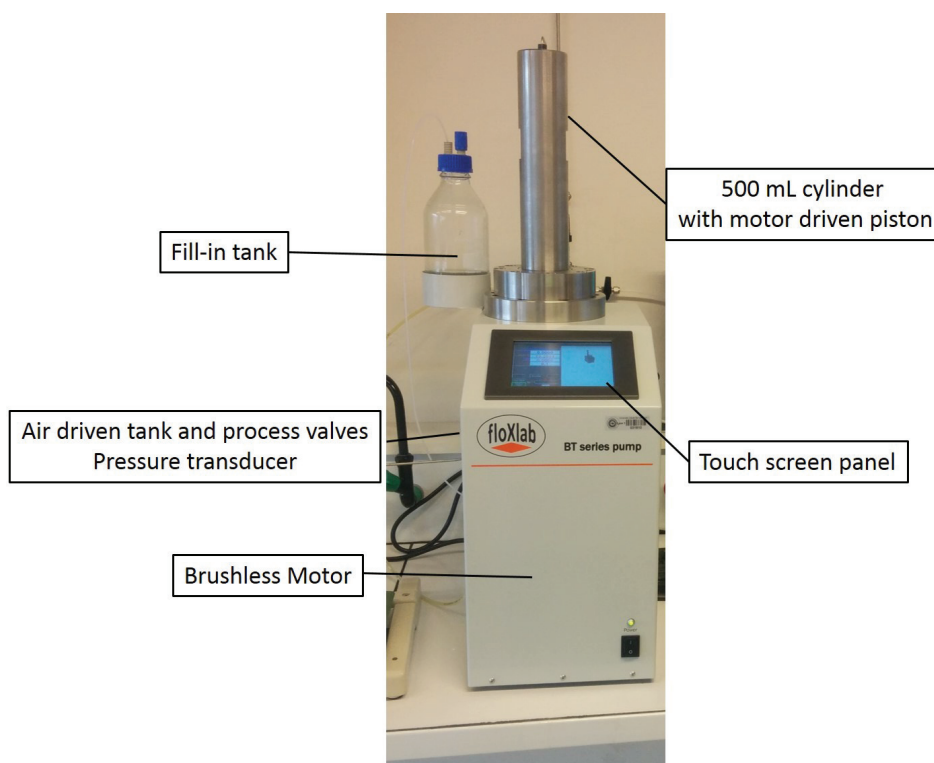 500 mL cylinder
with motor driven piston
Fill-in tank
Air driven tank and process valves
Pressure transducer
floXlab
BT series pump
Touch screen panel
Brushless Motor
Power